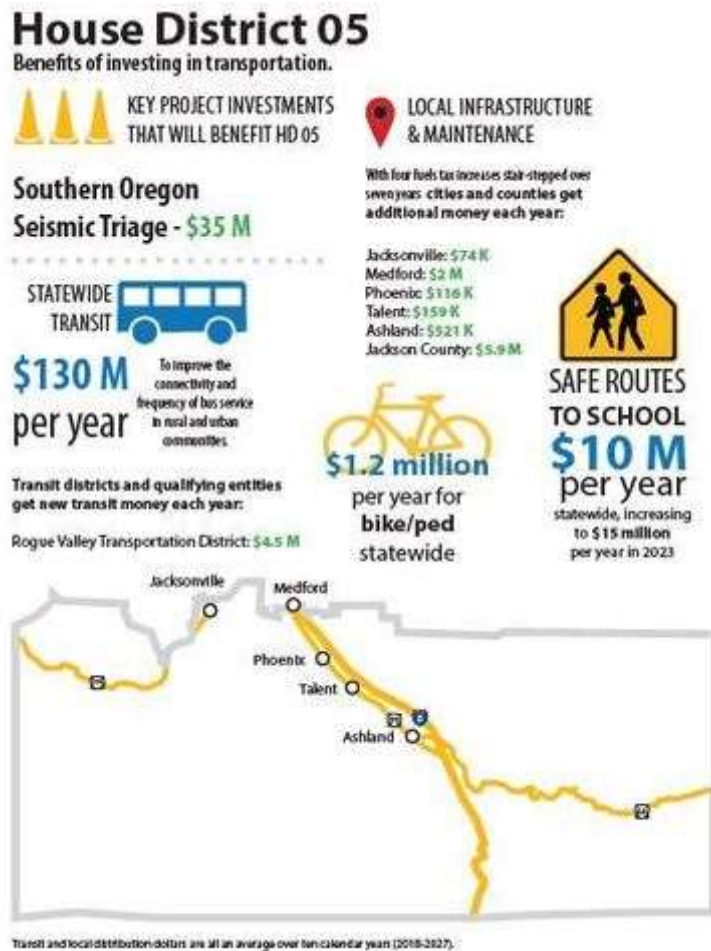 House District 05
Benefits of investing in transportation.
KEY PROJECT INVESTMENTS
THAT WILL BENEFIT HD 05
Southern Oregon
Seismic Triage - $35 M
STATEWIDE
TRANSIT
$130 M
per year
To improve the
connectivity and
frequency of bus service
in rural and urban
communities.
Transit districts and qualifying entities
get new transit money each year:
Rogue Valley Transportation District: $4.5 M
LOCAL INFRASTRUCTURE
& MAINTENANCE
With four fuels tax increases stair-stepped over
seven years cities and counties get
additional money each year:
Jacksonville: $74 K
Medford: $2 M
Phoenix: $116 K
Talent: $159 K
Ashland: $521 K
Jackson County: $5.9 M
$1.2 million
per year for
bike/ped
statewide
SAFE ROUTES
TO SCHOOL
$10 M
per year
statewide, increasing
to $15 million
per year in 2023
Jacksonville
Medford
Phoenix
Talent
Ashland
Transit and local distribution dollars are all an average over ten calendar years (2018-2027).